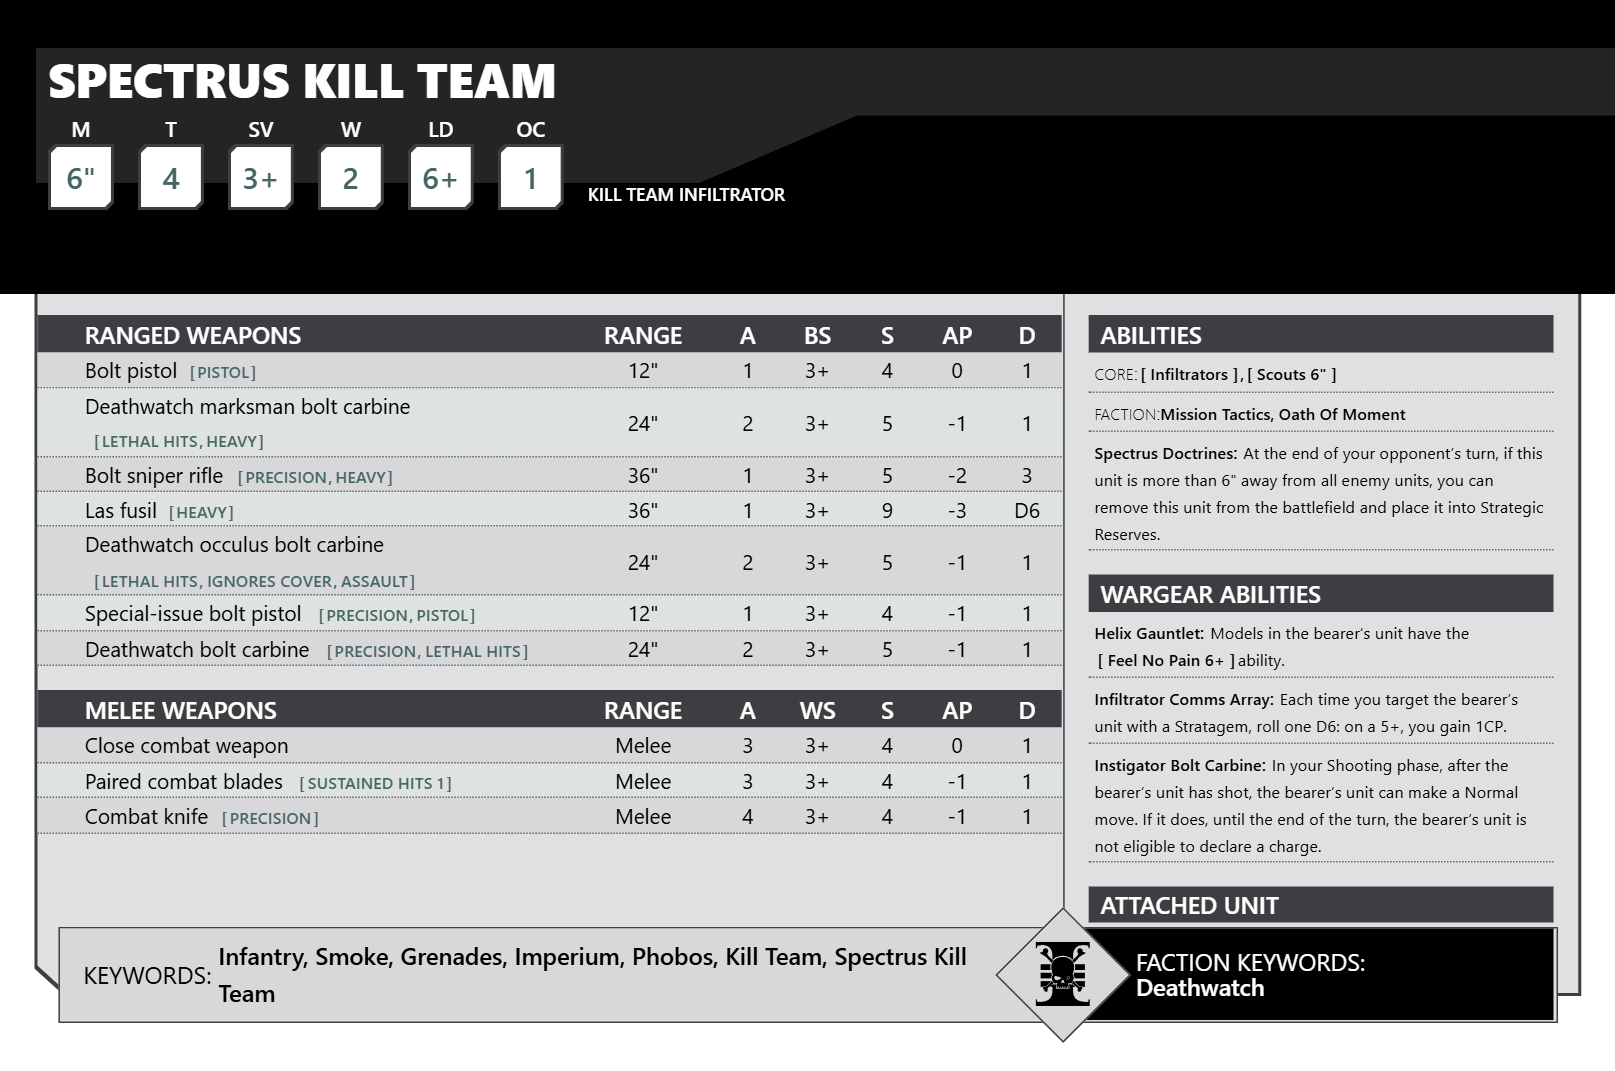 SPECTRUS KILL TEAM
M T SV W LD OC
6" 4 3+ 2 6+ 1
KILL TEAM INFILTRATOR
RANGED WEAPONS RANGE A BS S AP D
Bolt pistol [PISTOL] 12" 1 3+ 4 0 1
Deathwatch marksman bolt carbine
[LETHAL HITS, HEAVY] 24" 2 3+ 5 -1 1
Bolt sniper rifle [PRECISION, HEAVY] 36" 1 3+ 5 -2 3
Las fusil [HEAVY] 36" 1 3+ 9 -3 D6
Deathwatch occulus bolt carbine
[LETHAL HITS, IGNORES COVER, ASSAULT] 24" 2 3+ 5 -1 1
Special-issue bolt pistol [PRECISION, PISTOL] 12" 1 3+ 4 -1 1
Deathwatch bolt carbine [PRECISION, LETHAL HITS] 24" 2 3+ 5 -1 1
MELEE WEAPONS RANGE A WS S AP D
Close combat weapon Melee 3 3+ 4 0 1
Paired combat blades [SUSTAINED HITS 1] Melee 3 3+ 4 -1 1
Combat knife [PRECISION] Melee 4 3+ 4 -1 1
ABILITIES
CORE: [ Infiltrators ], [ Scouts 6" ]
FACTION:Mission Tactics, Oath Of Moment
Spectrus Doctrines: At the end of your opponent's turn, if this
unit is more than 6" away from all enemy units, you can
remove this unit from the battlefield and place it into Strategic
Reserves.
WARGEAR ABILITIES
Helix Gauntlet: Models in the bearer's unit have the
[ Feel No Pain 6+ ] ability.
Infiltrator Comms Array: Each time you target the bearer's
unit with a Stratagem, roll one D6: on a 5+, you gain 1CP.
Instigator Bolt Carbine: In your Shooting phase, after the
bearer's unit has shot, the bearer's unit can make a Normal
move. If it does, until the end of the turn, the bearer's unit is
not eligible to declare a charge.
ATTACHED UNIT
KEYWORDS: Infantry, Smoke, Grenades, Imperium, Phobos, Kill Team, Spectrus Kill
Team
FACTION KEYWORDS:
Deathwatch